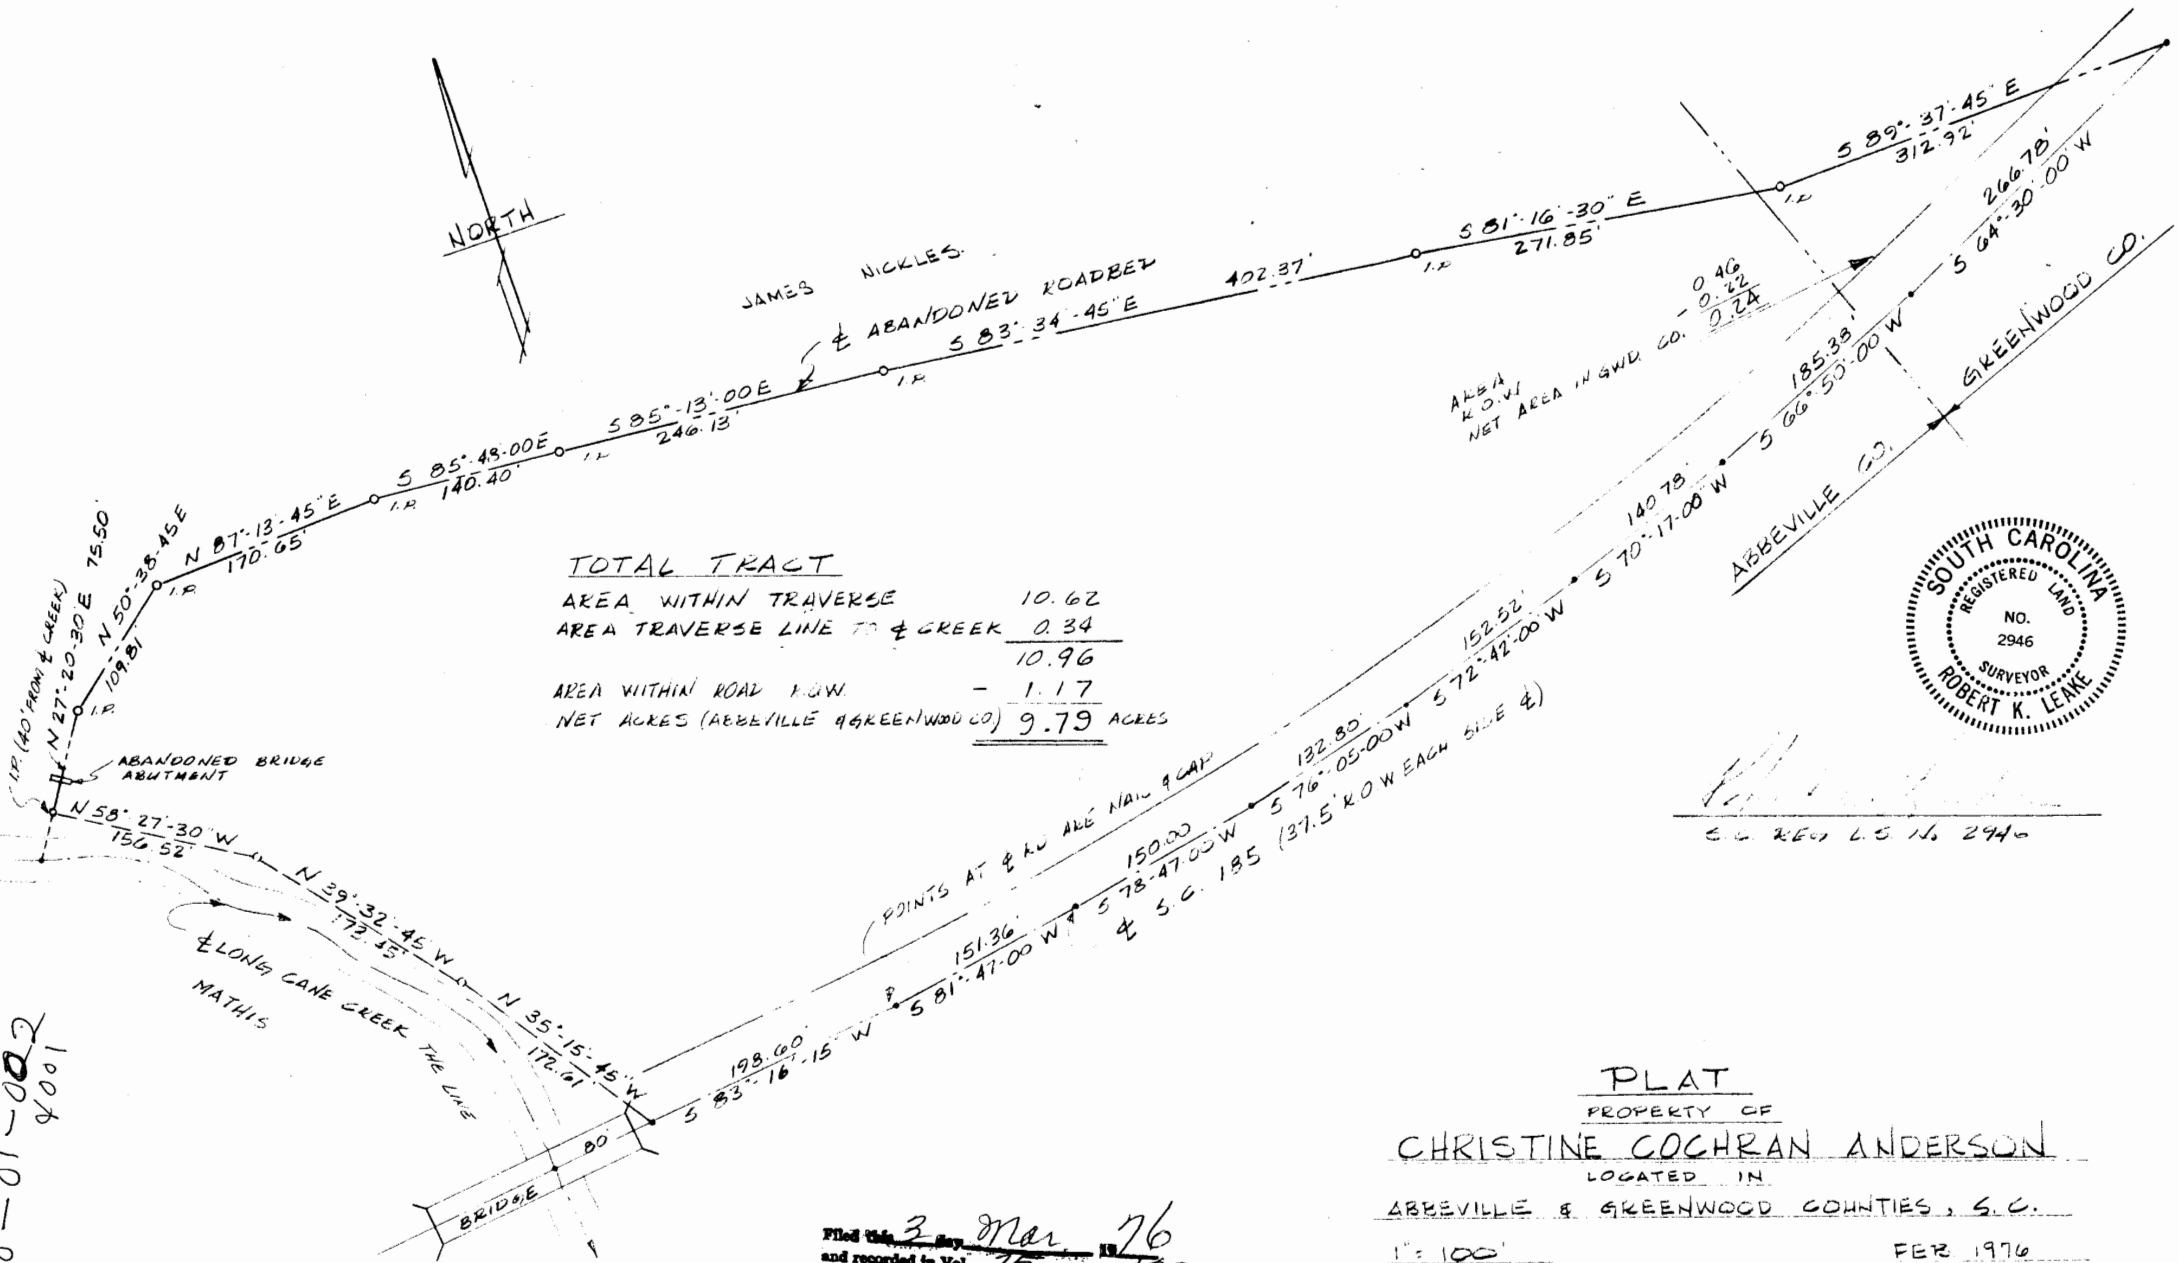 NORTH
JAMES NICKLES
℄ ABANDONED ROADBED
S 89°-37'-45" E
312.92'
S 81°-16'-30" E
271.85'
S 83°-34'-45" E
402.37'
S 85°-13'-00 E
246.13'
S 85°-43-00 E
140.40'
N 87°-13'-45" E
170.65'
N 50°-38-45 E
109.81
N 27°-20-30" E 75.50'
I.P.
I.P.
I.P.
I.P.
I.P.
I.P.
I.P.
I.P. (40' FROM ℄ CREEK)
ABANDONED BRIDGE
ABUTMENT
N 58°-27'-30" W
156.52'
N 39°-32'-45 W
N 35°-15'-45" W
172.61'
℄ LONG CANE CREEK THE LINE
MATHIS
BRIDGE
80'
198.60'
S 83°-16'-15" W
151.36'
S 81°-47-00 W
150.00
S 78-47-00 W
132.80'
S 76°-05-00 W
152.52'
S 72°-42'-00 W
140.78'
S 70°-17-00" W
185.38'
S 66°-50'-00 W
266.78'
S 64°-30'-00" W
℄ S.C. 185 (37.5' R.O.W EACH SIDE ℄)
POINTS AT ℄ RD ARE NAIL & CAP
AREA 0.46
R.O.W - 0.22
NET AREA IN GWD. CO. 0.24
GREENWOOD CO.
ABBEVILLE CO.
TOTAL TRACT
AREA WITHIN TRAVERSE 10.62
AREA TRAVERSE LINE TO ℄ CREEK 0.34
10.96
AREA WITHIN ROAD R.O.W. - 1.17
NET ACRES (ABBEVILLE & GREENWOOD CO.) 9.79 ACRES
SOUTH CAROLINA
REGISTERED LAND
NO.
2946
SURVEYOR
ROBERT K. LEAKE
S.C. REG L.S. No. 2946
PLAT
PROPERTY OF
CHRISTINE COCHRAN ANDERSON
LOCATED IN
ABBEVILLE & GREENWOOD COUNTIES, S.C.
1" = 100'
FEB 1976
Filed this 3 day Mar 1976
and recorded in Vol.
-01-002
&001